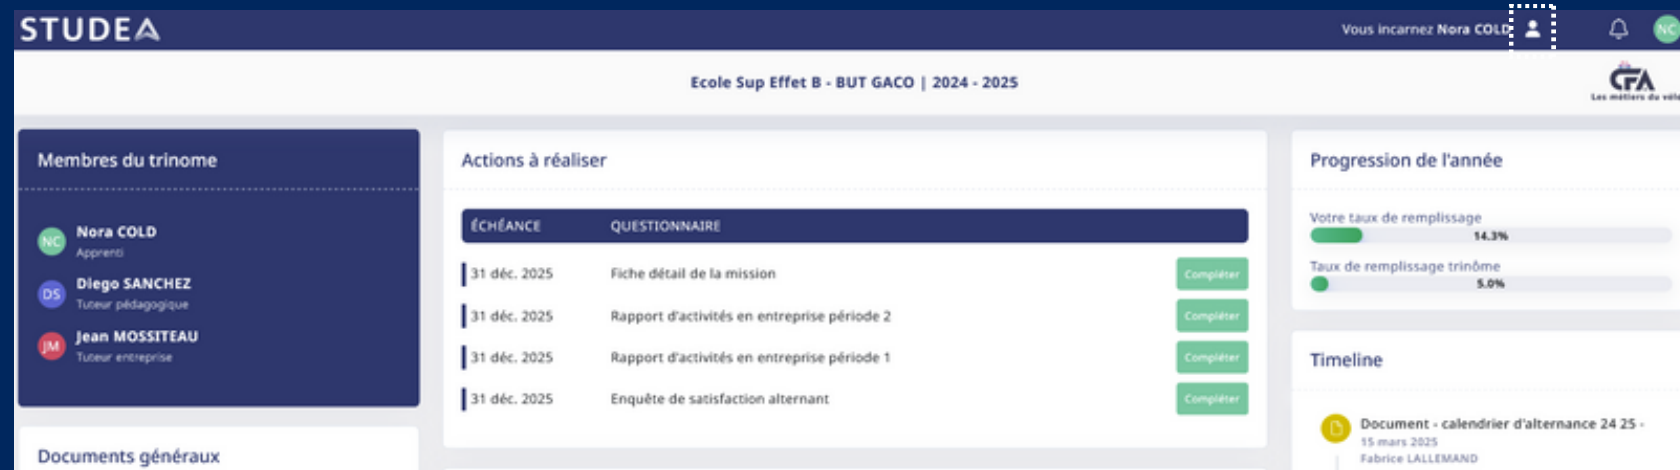 STUDEA
Vous incarnez Nora COLD
NC
Ecole Sup Effet B - BUT GACO | 2024 - 2025
CFA
Les métiers du vélo
Membres du trinome
NC
Nora COLD
Apprenti
DS
Diego SANCHEZ
Tuteur pédagogique
JM
Jean MOSSITEAU
Tuteur entreprise
Documents généraux
Actions à réaliser
ÉCHÉANCE QUESTIONNAIRE
31 déc. 2025 Fiche détail de la mission Compléter
31 déc. 2025 Rapport d'activités en entreprise période 2 Compléter
31 déc. 2025 Rapport d'activités en entreprise période 1 Compléter
31 déc. 2025 Enquête de satisfaction alternant Compléter
Progression de l'année
Votre taux de remplissage
14.3%
Taux de remplissage trinôme
5.0%
Timeline
Document - calendrier d'alternance 24 25 -
15 mars 2025
Fabrice LALLEMAND